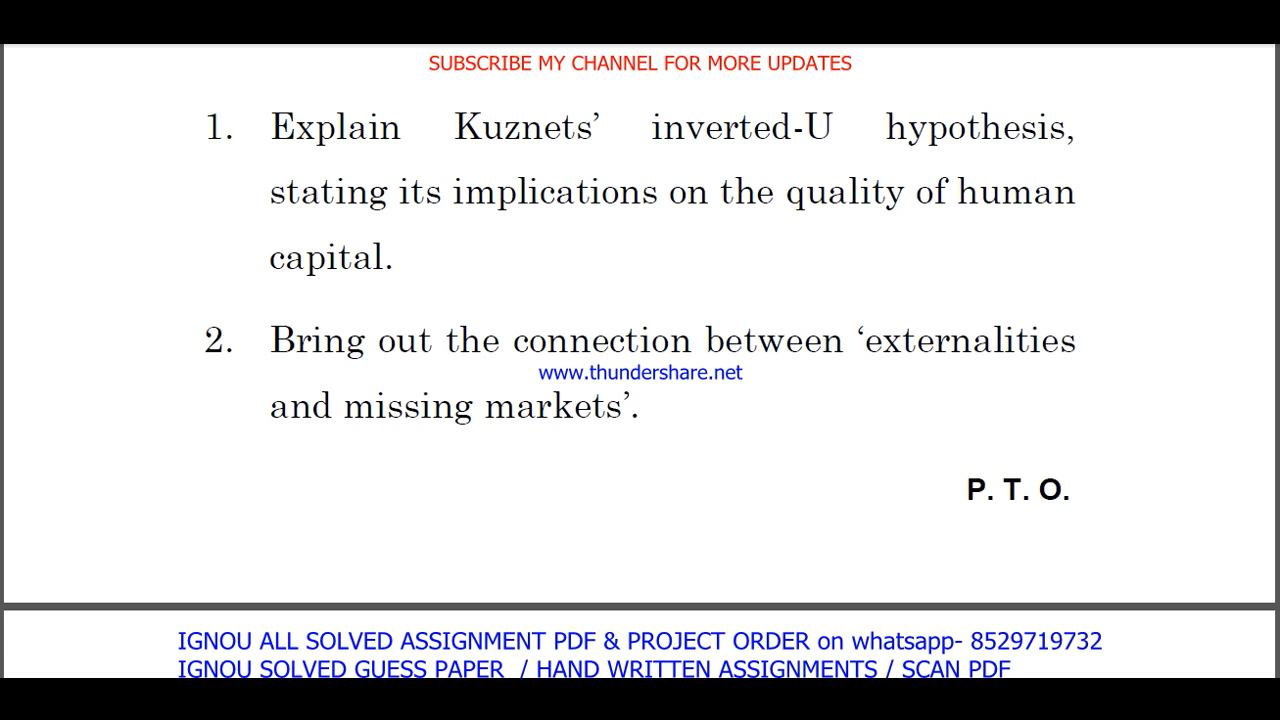 SUBSCRIBE MY CHANNEL FOR MORE UPDATES
1. Explain Kuznets’ inverted-U hypothesis,
stating its implications on the quality of human
capital.
2. Bring out the connection between ‘externalities
www.thundershare.net
and missing markets’.
P. T. O.
IGNOU ALL SOLVED ASSIGNMENT PDF & PROJECT ORDER on whatsapp- 8529719732
IGNOU SOLVED GUESS PAPER / HAND WRITTEN ASSIGNMENTS / SCAN PDF